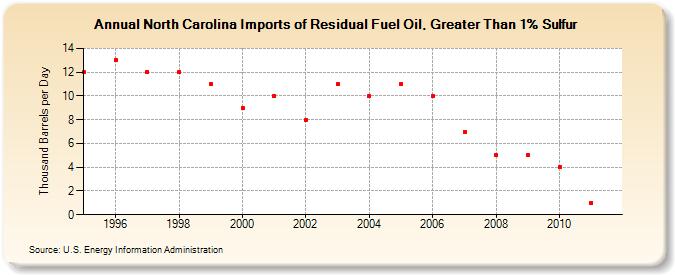 Annual North Carolina Imports of Residual Fuel Oil, Greater Than 1% Sulfur
Thousand Barrels per Day
14
12
10
8
6
4
2
0
1996 1998 2000 2002 2004 2006 2008 2010
Source: U.S. Energy Information Administration